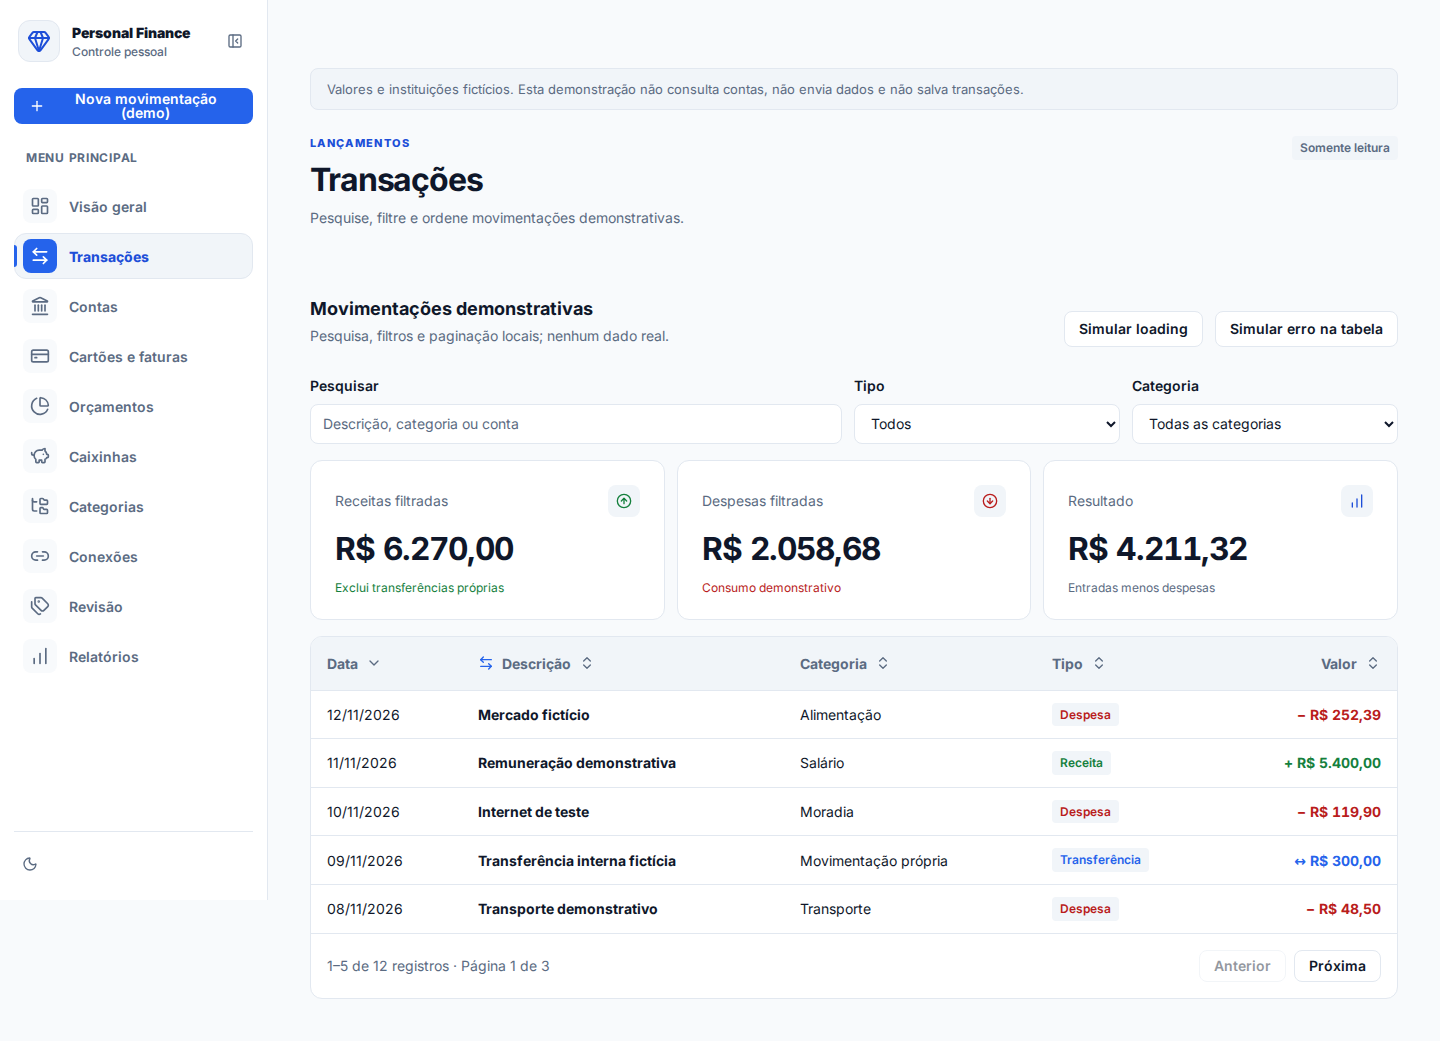 Personal Finance
Controle pessoal
Nova movimentação
(demo)
MENU PRINCIPAL
Visão geral
Transações
Contas
Cartões e faturas
Orçamentos
Caixinhas
Categorias
Conexões
Revisão
Relatórios
Valores e instituições fictícios. Esta demonstração não consulta contas, não envia dados e não salva transações.
LANÇAMENTOS
Somente leitura
Transações
Pesquise, filtre e ordene movimentações demonstrativas.
Movimentações demonstrativas
Pesquisa, filtros e paginação locais; nenhum dado real.
Simular loading
Simular erro na tabela
Pesquisar
Tipo
Categoria
Descrição, categoria ou conta
Todos
Todas as categorias
Receitas filtradas
R$ 6.270,00
Exclui transferências próprias
Despesas filtradas
R$ 2.058,68
Consumo demonstrativo
Resultado
R$ 4.211,32
Entradas menos despesas
Data Descrição Categoria Tipo Valor
12/11/2026 Mercado fictício Alimentação Despesa − R$ 252,39
11/11/2026 Remuneração demonstrativa Salário Receita + R$ 5.400,00
10/11/2026 Internet de teste Moradia Despesa − R$ 119,90
09/11/2026 Transferência interna fictícia Movimentação própria Transferência ↔ R$ 300,00
08/11/2026 Transporte demonstrativo Transporte Despesa − R$ 48,50
1–5 de 12 registros · Página 1 de 3
Anterior
Próxima